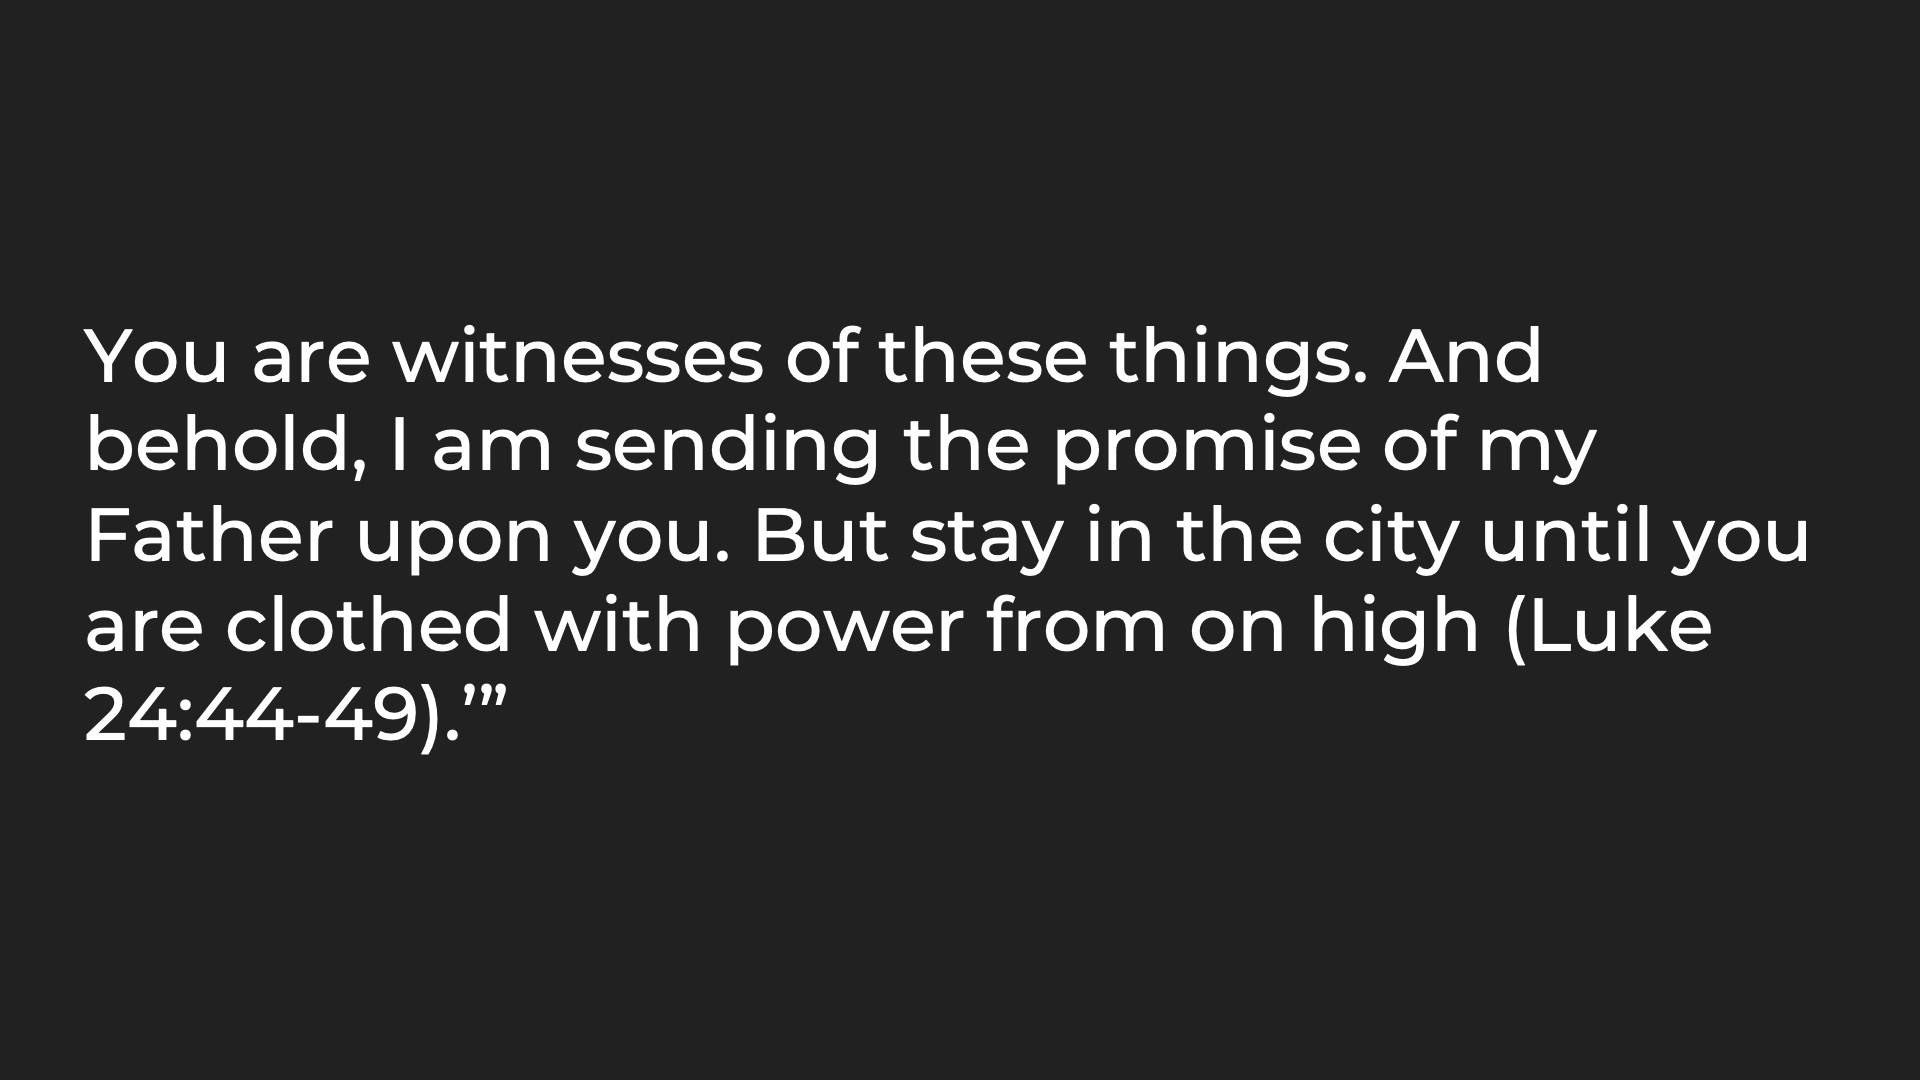 You are witnesses of these things. And
behold, I am sending the promise of my
Father upon you. But stay in the city until you
are clothed with power from on high (Luke
24:44-49).’”